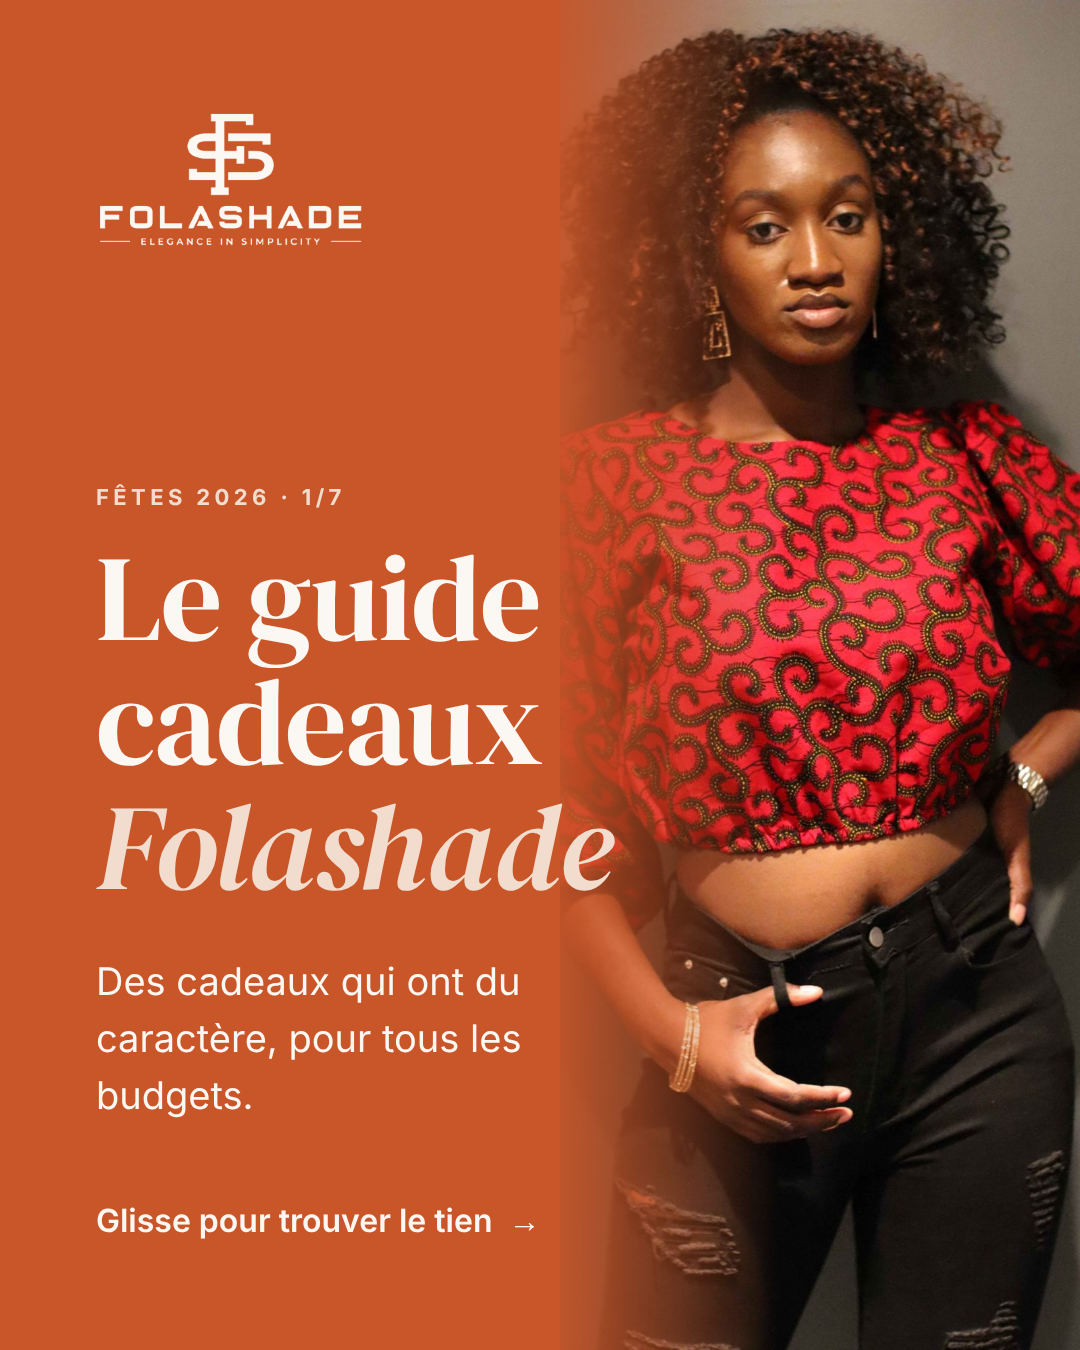 FOLASHADE
ELEGANCE IN SIMPLICITY
FÊTES 2026 · 1/7
Le guide
cadeaux
Folashade
Des cadeaux qui ont du
caractère, pour tous les
budgets.
Glisse pour trouver le tien →